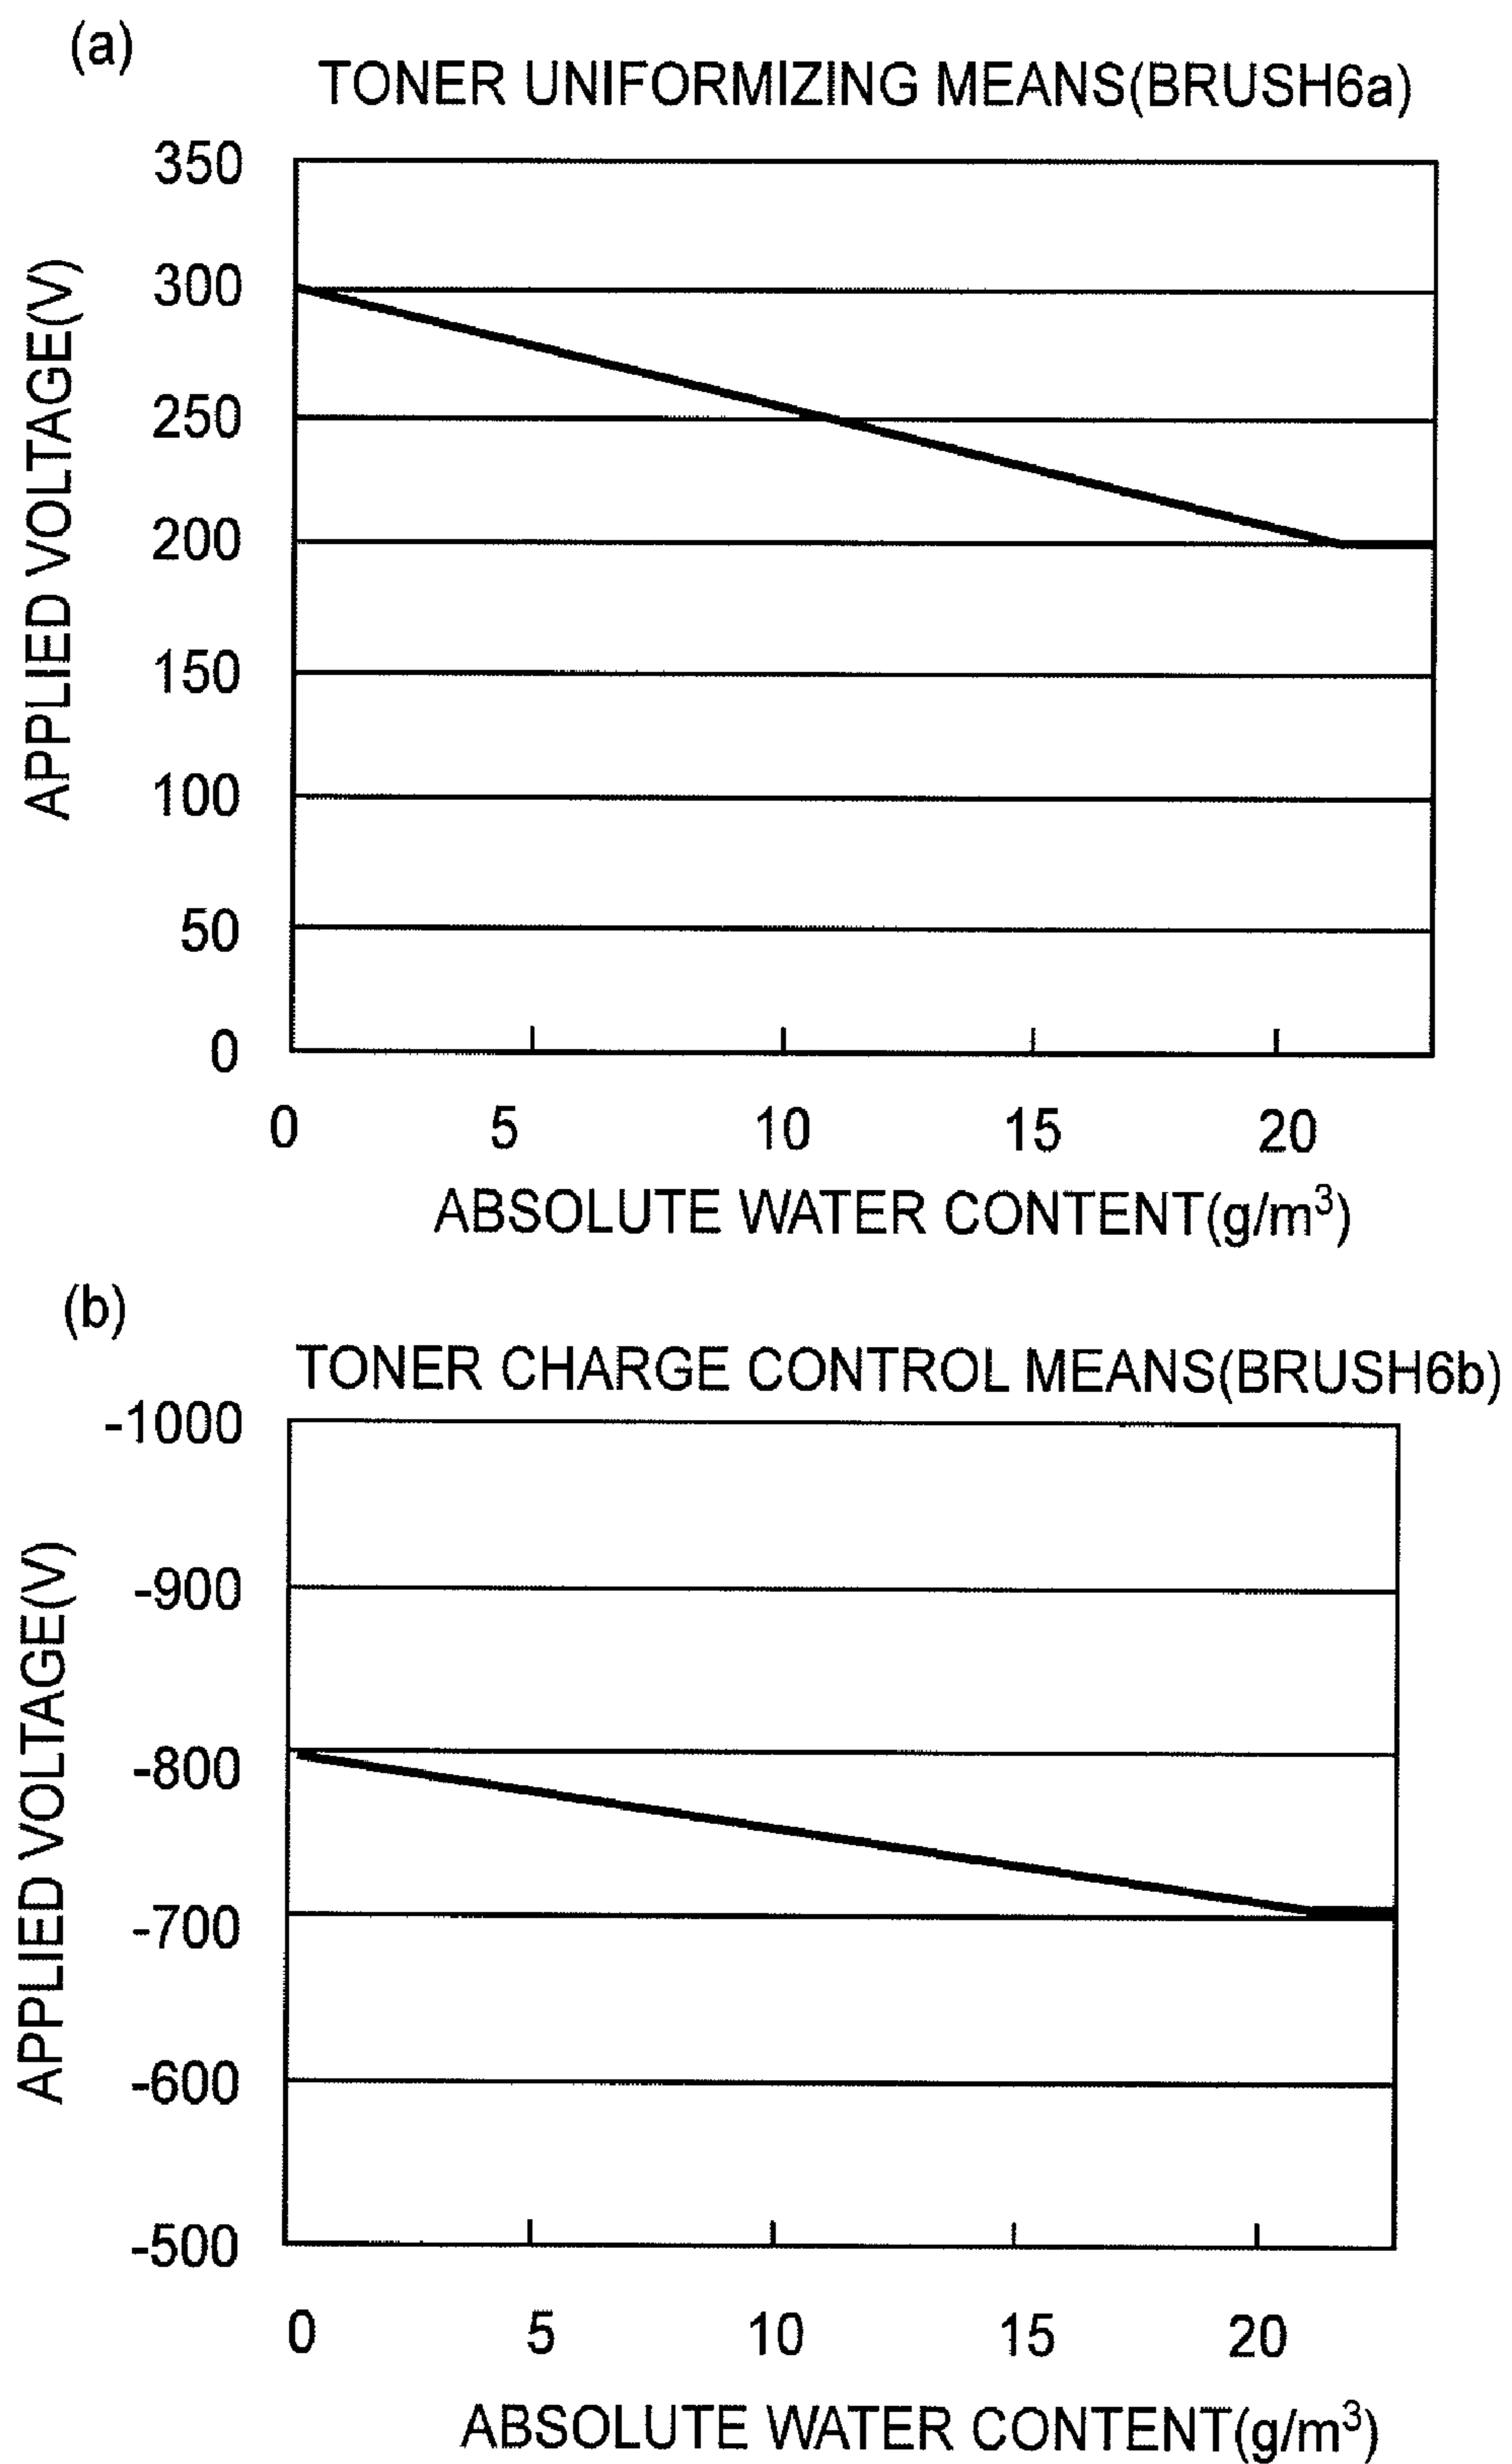 (a)
TONER UNIFORMIZING MEANS(BRUSH6a)
APPLIED VOLTAGE(V)
350
300
250
200
150
100
50
0
0 5 10 15 20
ABSOLUTE WATER CONTENT(g/m³)
(b)
TONER CHARGE CONTROL MEANS(BRUSH6b)
APPLIED VOLTAGE(V)
-1000
-900
-800
-700
-600
-500
0 5 10 15 20
ABSOLUTE WATER CONTENT(g/m³)